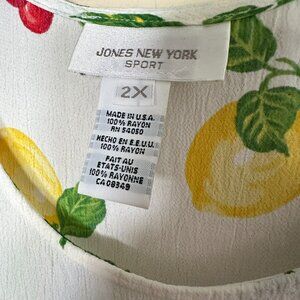 JONES NEW YORK
SPORT
2X
MADE IN U.S.A.
100% RAYON
RN 54050
HECHO EN E.E.U.U.
100% RAYON
FAIT AU
ETATS-UNIS
100% RAYONNE
CA 08949